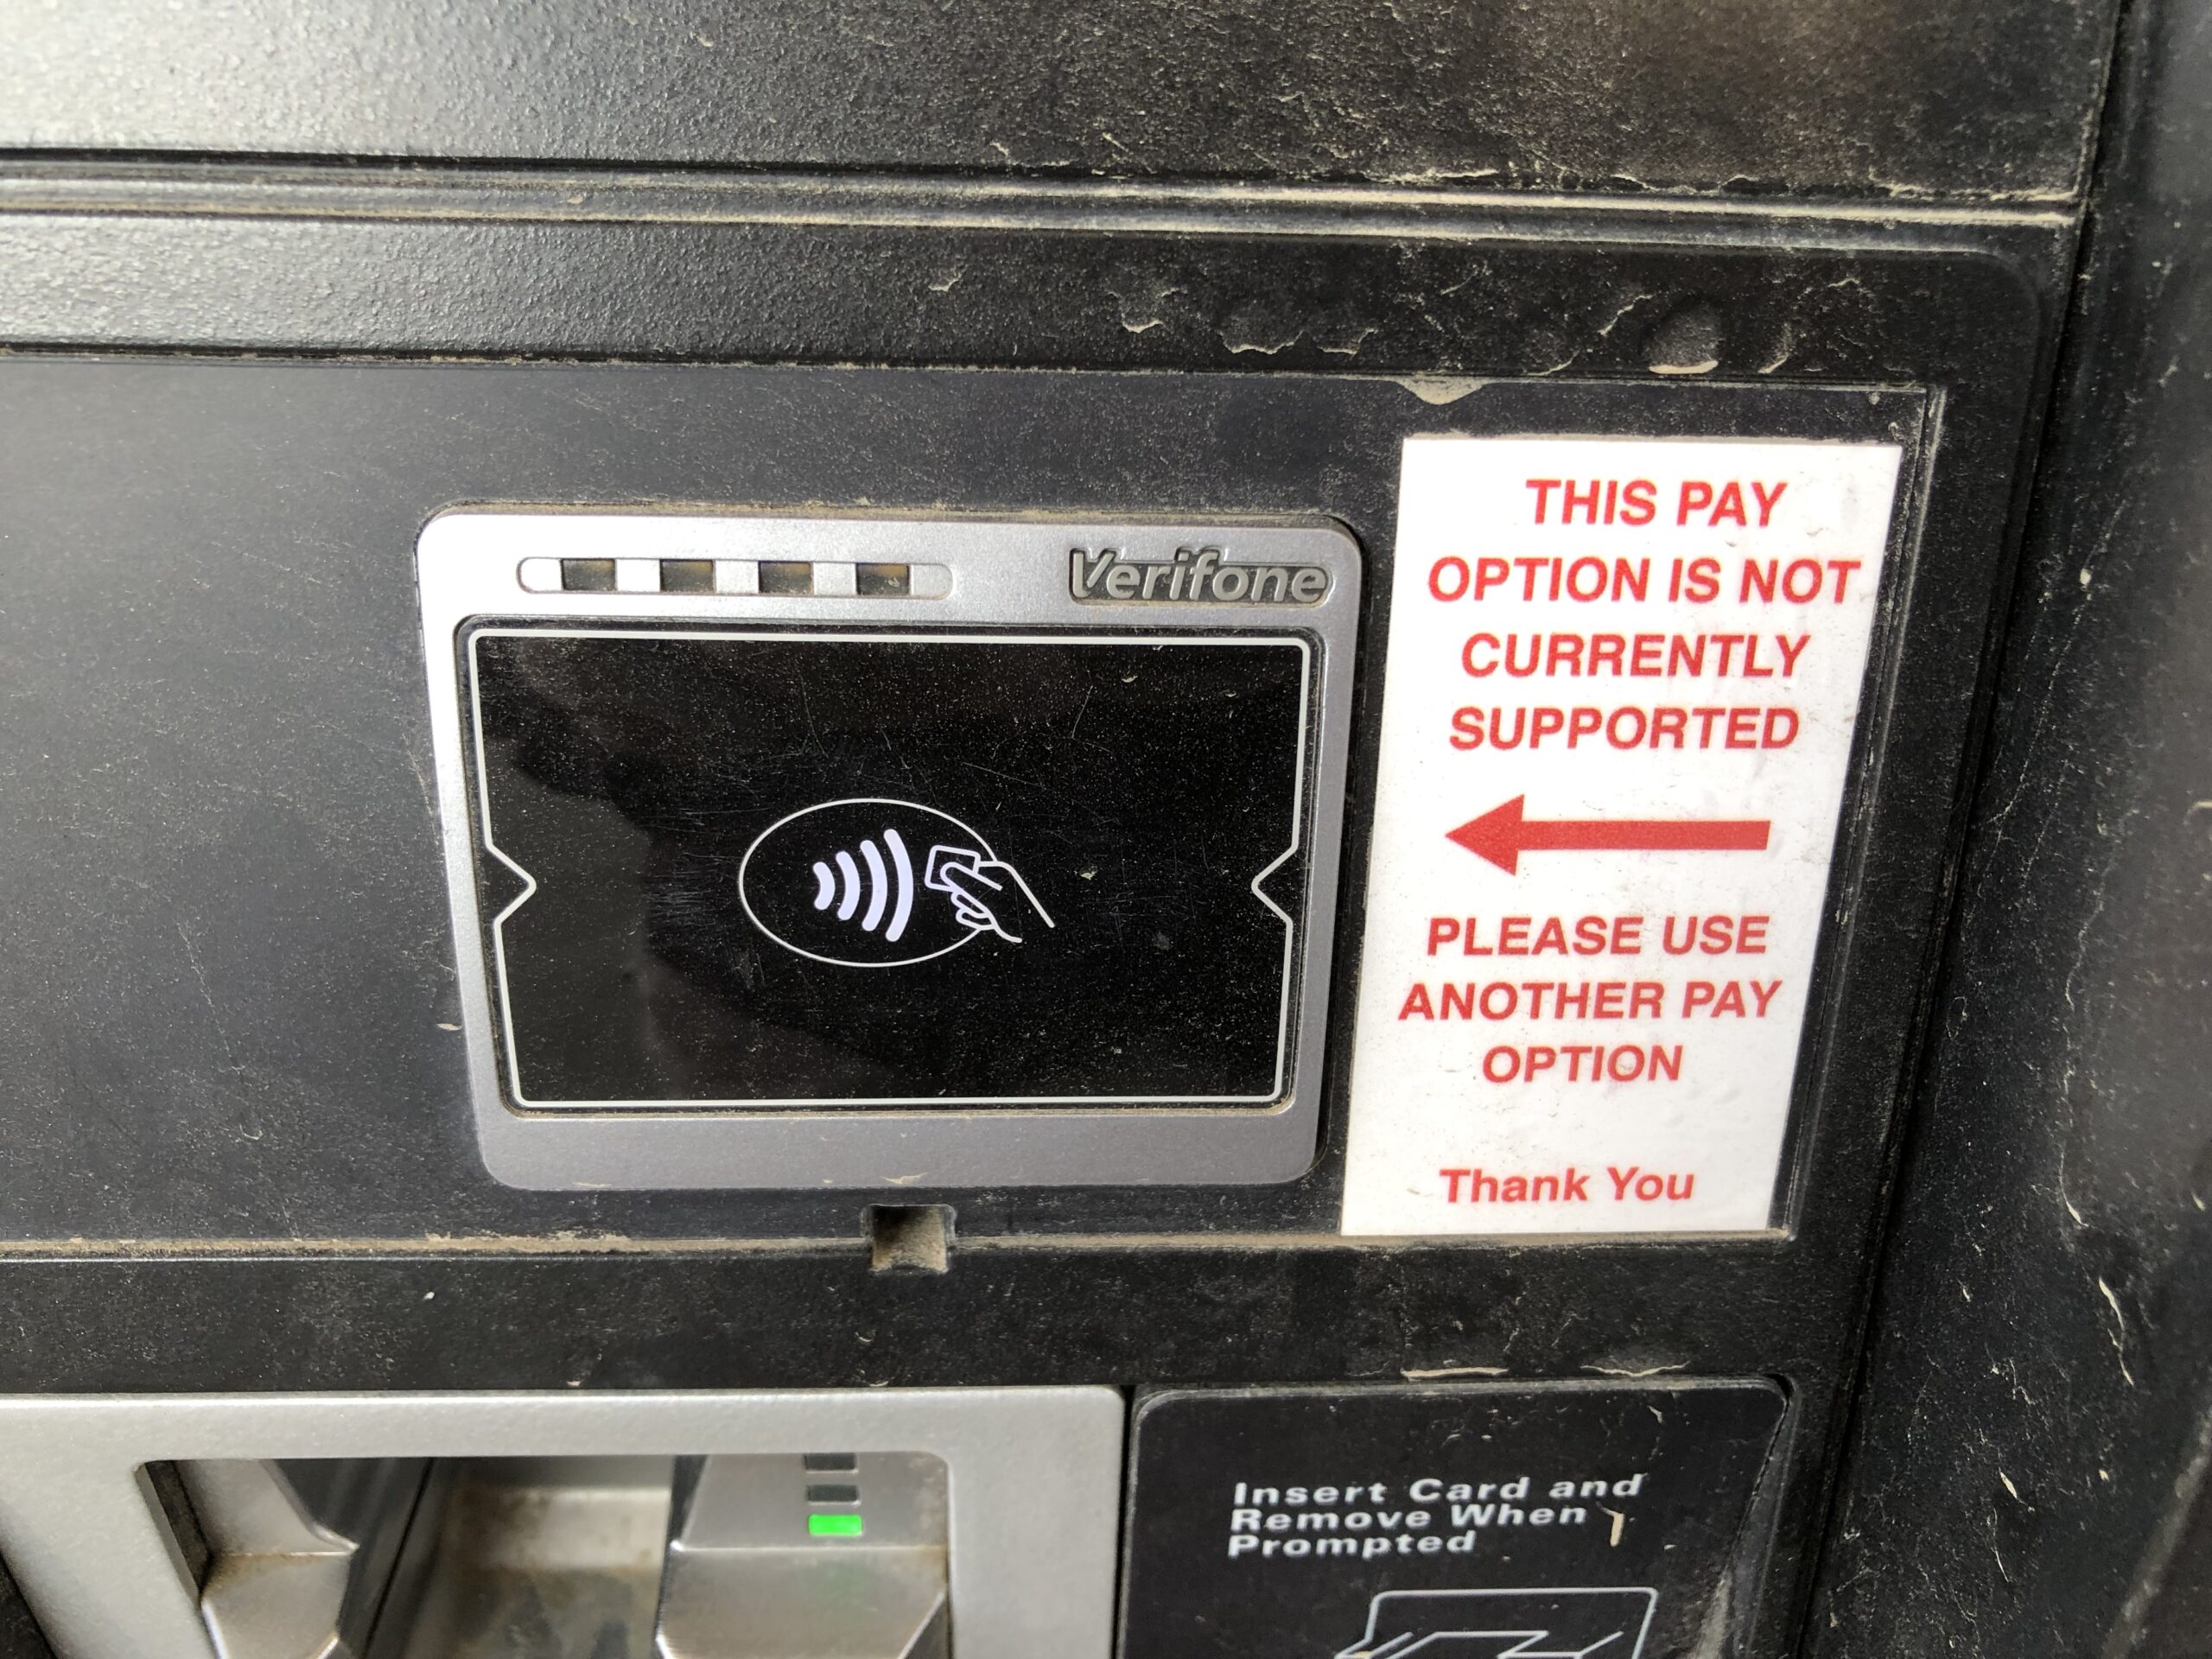 Verifone
THIS PAY
OPTION IS NOT
CURRENTLY
SUPPORTED
PLEASE USE
ANOTHER PAY
OPTION
Thank You
Insert Card and
Remove When
Prompted